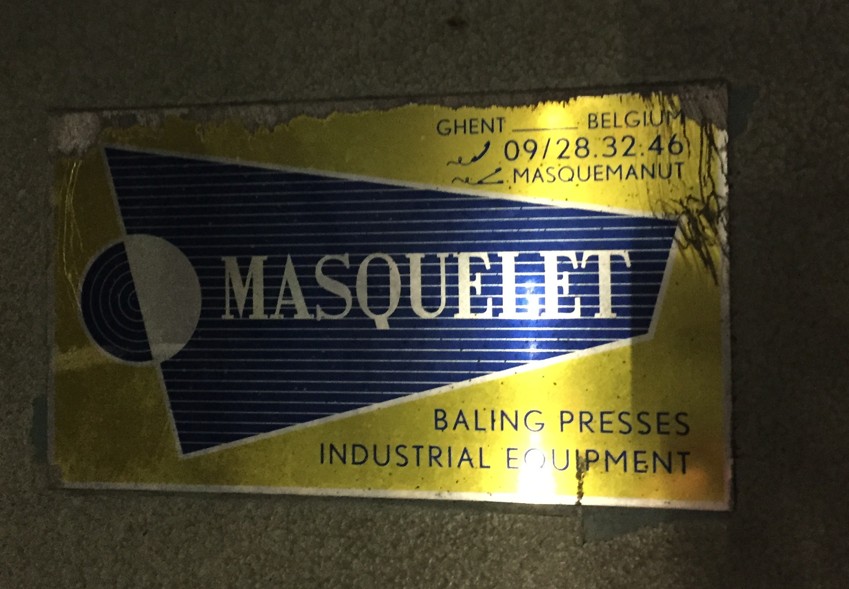 GHENT BELGIUM
09/28.32.46
MASQUEMANUT
MASQUELET
BALING PRESSES
INDUSTRIAL EQUIPMENT